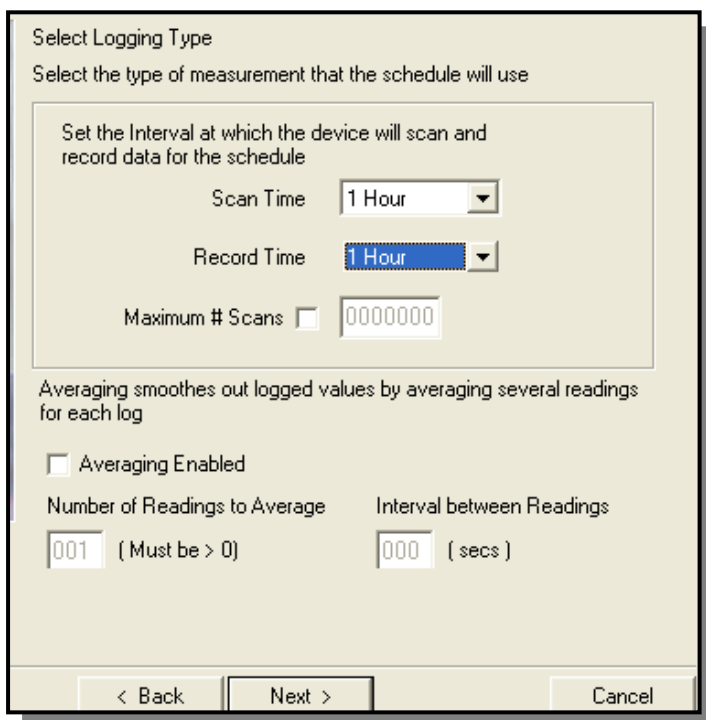 Select Logging Type
Select the type of measurement that the schedule will use
Set the Interval at which the device will scan and
record data for the schedule
Scan Time 1 Hour
Record Time 1 Hour
Maximum # Scans 0000000
Averaging smoothes out logged values by averaging several readings
for each log
Averaging Enabled
Number of Readings to Average Interval between Readings
001 ( Must be > 0) 000 ( secs )
< Back Next > Cancel